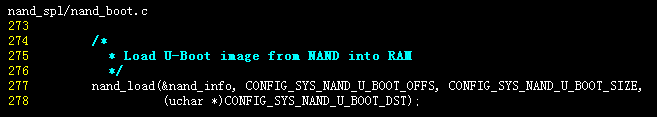 nand_spl/nand_boot.c
273
274 /*
275 * Load U-Boot image from NAND into RAM
276 */
277 nand_load(&nand_info, CONFIG_SYS_NAND_U_BOOT_OFFS, CONFIG_SYS_NAND_U_BOOT_SIZE,
278 (uchar *)CONFIG_SYS_NAND_U_BOOT_DST);